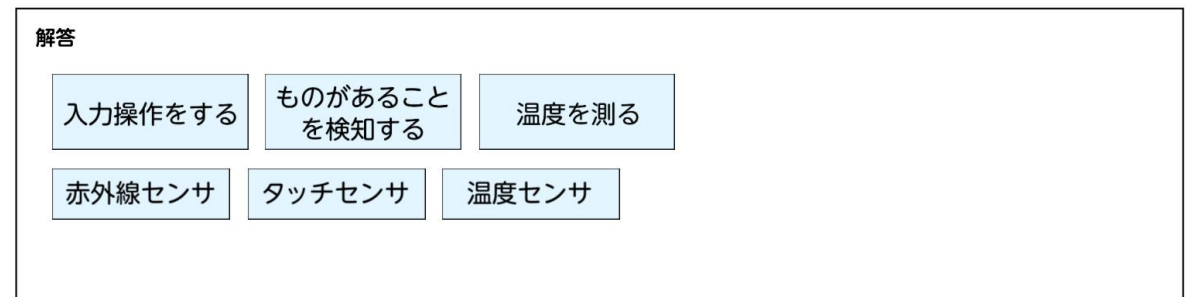 解答
入力操作をする
ものがあること
を検知する
温度を測る
赤外線センサ
タッチセンサ
温度センサ